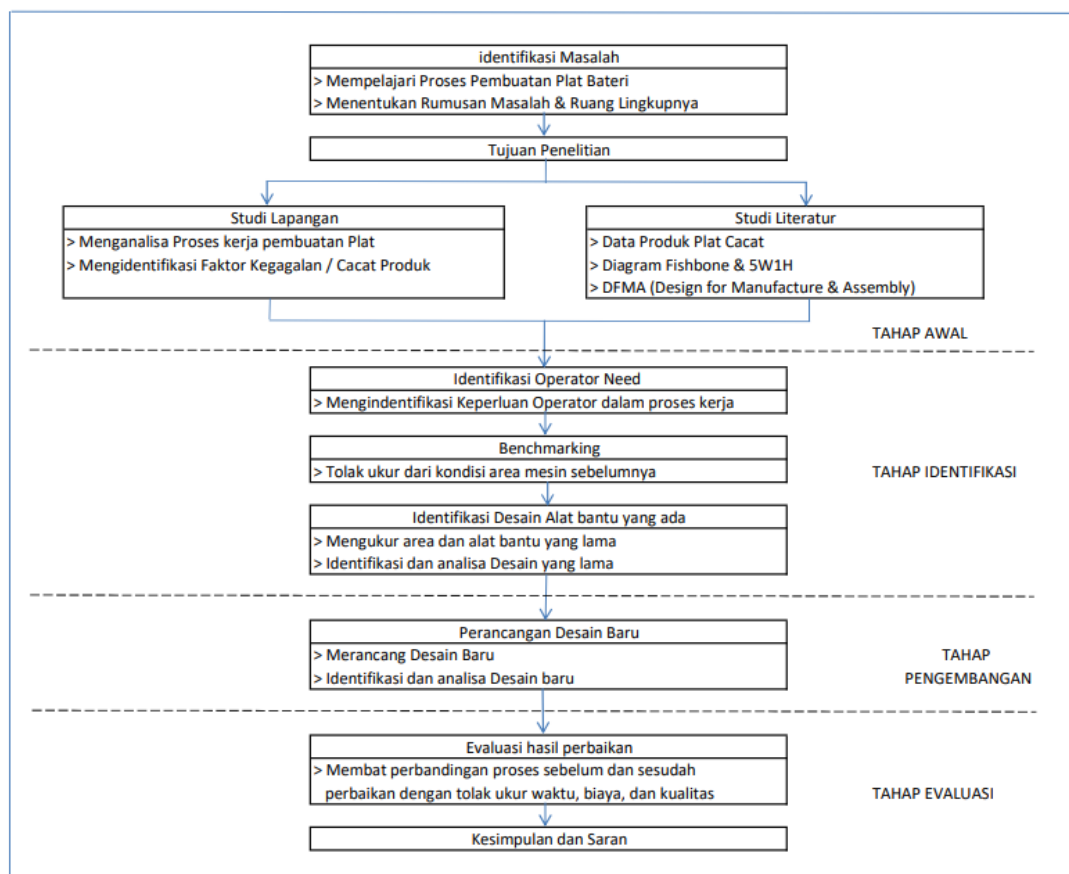 identifikasi Masalah
> Mempelajari Proses Pembuatan Plat Bateri
> Menentukan Rumusan Masalah & Ruang Lingkupnya
Tujuan Penelitian
Studi Lapangan
> Menganalisa Proses kerja pembuatan Plat
> Mengidentifikasi Faktor Kegagalan / Cacat Produk
Studi Literatur
> Data Produk Plat Cacat
> Diagram Fishbone & 5W1H
> DFMA (Design for Manufacture & Assembly)
TAHAP AWAL
Identifikasi Operator Need
> Mengindentifikasi Keperluan Operator dalam proses kerja
Benchmarking
> Tolak ukur dari kondisi area mesin sebelumnya
TAHAP IDENTIFIKASI
Identifikasi Desain Alat bantu yang ada
> Mengukur area dan alat bantu yang lama
> Identifikasi dan analisa Desain yang lama
Perancangan Desain Baru
> Merancang Desain Baru
> Identifikasi dan analisa Desain baru
TAHAP
PENGEMBANGAN
Evaluasi hasil perbaikan
> Membat perbandingan proses sebelum dan sesudah
perbaikan dengan tolak ukur waktu, biaya, dan kualitas
TAHAP EVALUASI
Kesimpulan dan Saran